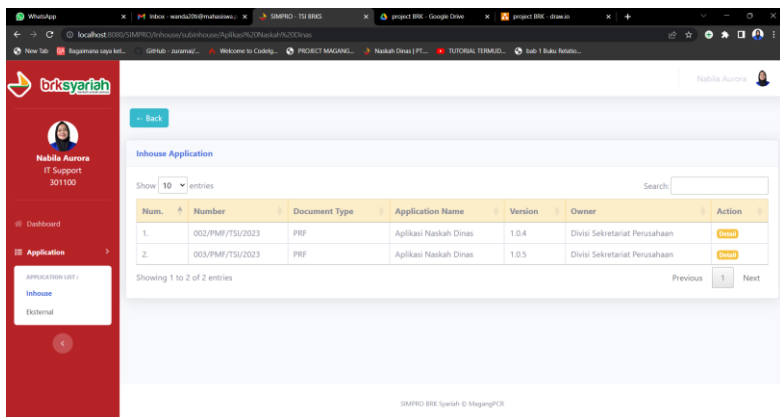 WhatsApp
M Inbox - wanda20ti@mahasiswa.p
SIMPRO - TSI BRKS
project BRK - Google Drive
project BRK - draw.io
localhost:8080/SIMPRO/Inhouse/subInhouse/Aplikasi%20Naskah%20Dinas
New Tab
Bagaimana saya kel...
GitHub - zuramai/...
Welcome to CodeIg...
PROJECT MAGANG...
Naskah Dinas | PT....
TUTORIAL TERMUD...
bab 1 Buku Relatio...
brksyariah
Nabila Aurora
← Back
Nabila Aurora
IT Support
301100
Inhouse Application
Show 10 entries
Search:
Num. Number Document Type Application Name Version Owner Action
1. 002/PMF/TSI/2023 PRF Aplikasi Naskah Dinas 1.0.4 Divisi Sekretariat Perusahaan Detail
2. 003/PMF/TSI/2023 PRF Aplikasi Naskah Dinas 1.0.5 Divisi Sekretariat Perusahaan Detail
Showing 1 to 2 of 2 entries
Previous 1 Next
Dashboard
Application
APPLICATION LIST :
Inhouse
Eksternal
SIMPRO BRK Syariah © MagangPCR